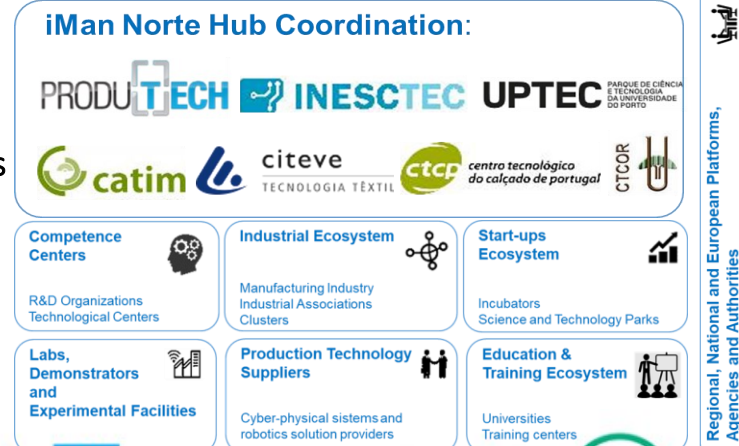 iMan Norte Hub Coordination:
PRODUTECH INESCTEC UPTEC PARQUE DE CIÊNCIA
E TECNOLOGIA
DA UNIVERSIDADE
DO PORTO
s
catim citeve
TECNOLOGIA TÊXTIL
ctcp centro tecnológico
do calçado de portugal
CTCOR
Competence
Centers
R&D Organizations
Technological Centers
Industrial Ecosystem
Manufacturing Industry
Industrial Associations
Clusters
Start-ups
Ecosystem
Incubators
Science and Technology Parks
Labs,
Demonstrators
and
Experimental Facilities
Production Technology
Suppliers
Cyber-physical sistems and
robotics solution providers
Education &
Training Ecosystem
Universities
Training centers
Regional, National and European Platforms,
Agencies and Authorities